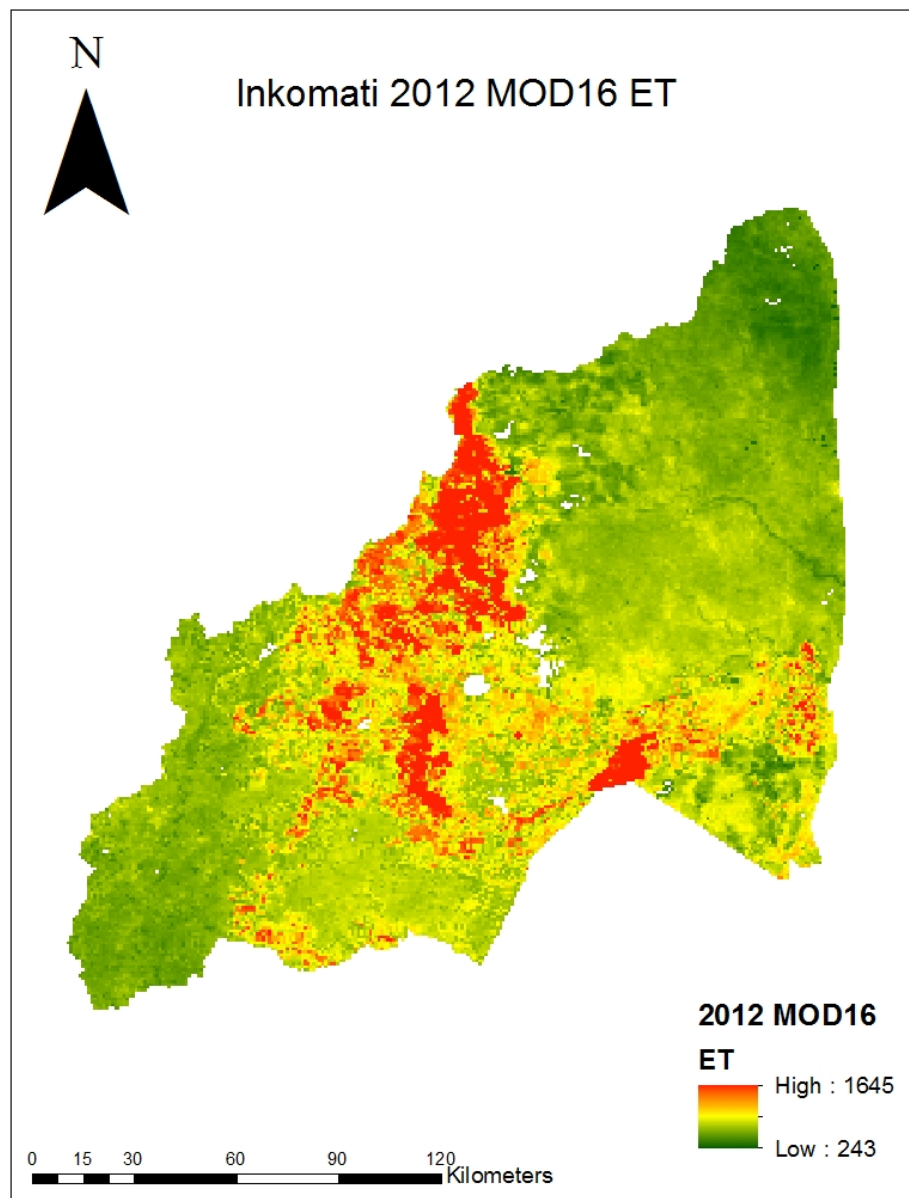 N
Inkomati 2012 MOD16 ET
2012 MOD16
ET
High : 1645
Low : 243
0 15 30 60 90 120
Kilometers